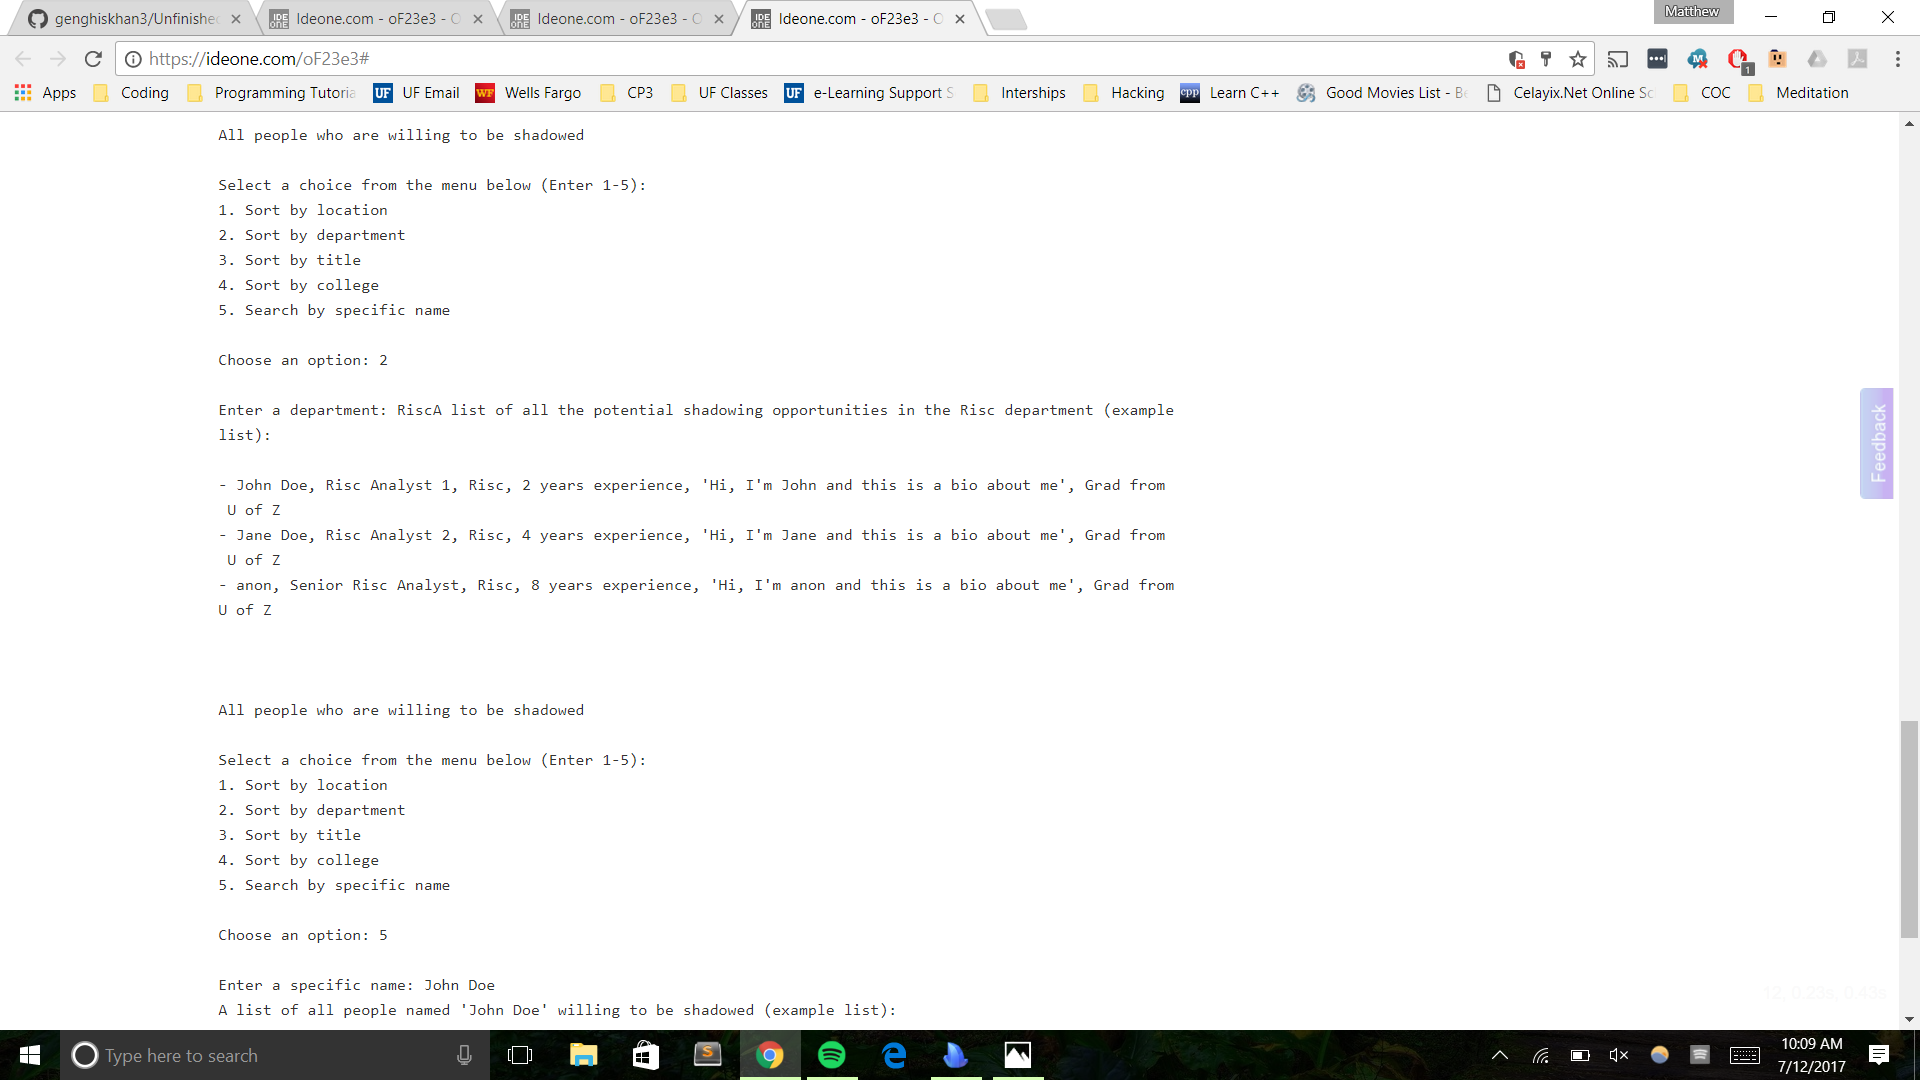 genghiskhan3/Unfinished
Ideone.com - oF23e3 - O
Ideone.com - oF23e3 - O
Ideone.com - oF23e3 - O
Matthew
https://ideone.com/oF23e3#
1
Apps Coding Programming Tutoria UF UF Email WF Wells Fargo CP3 UF Classes UF e-Learning Support S Interships Hacking cpp Learn C++ Good Movies List - Be Celayix.Net Online Sc COC Meditation
All people who are willing to be shadowed
Select a choice from the menu below (Enter 1-5):
1. Sort by location
2. Sort by department
3. Sort by title
4. Sort by college
5. Search by specific name
Choose an option: 2
Enter a department: RiscA list of all the potential shadowing opportunities in the Risc department (example
list):
- John Doe, Risc Analyst 1, Risc, 2 years experience, 'Hi, I'm John and this is a bio about me', Grad from
U of Z
- Jane Doe, Risc Analyst 2, Risc, 4 years experience, 'Hi, I'm Jane and this is a bio about me', Grad from
U of Z
- anon, Senior Risc Analyst, Risc, 8 years experience, 'Hi, I'm anon and this is a bio about me', Grad from
U of Z
Feedback
All people who are willing to be shadowed
Select a choice from the menu below (Enter 1-5):
1. Sort by location
2. Sort by department
3. Sort by title
4. Sort by college
5. Search by specific name
Choose an option: 5
Enter a specific name: John Doe
A list of all people named 'John Doe' willing to be shadowed (example list):
Type here to search
10:09 AM
7/12/2017